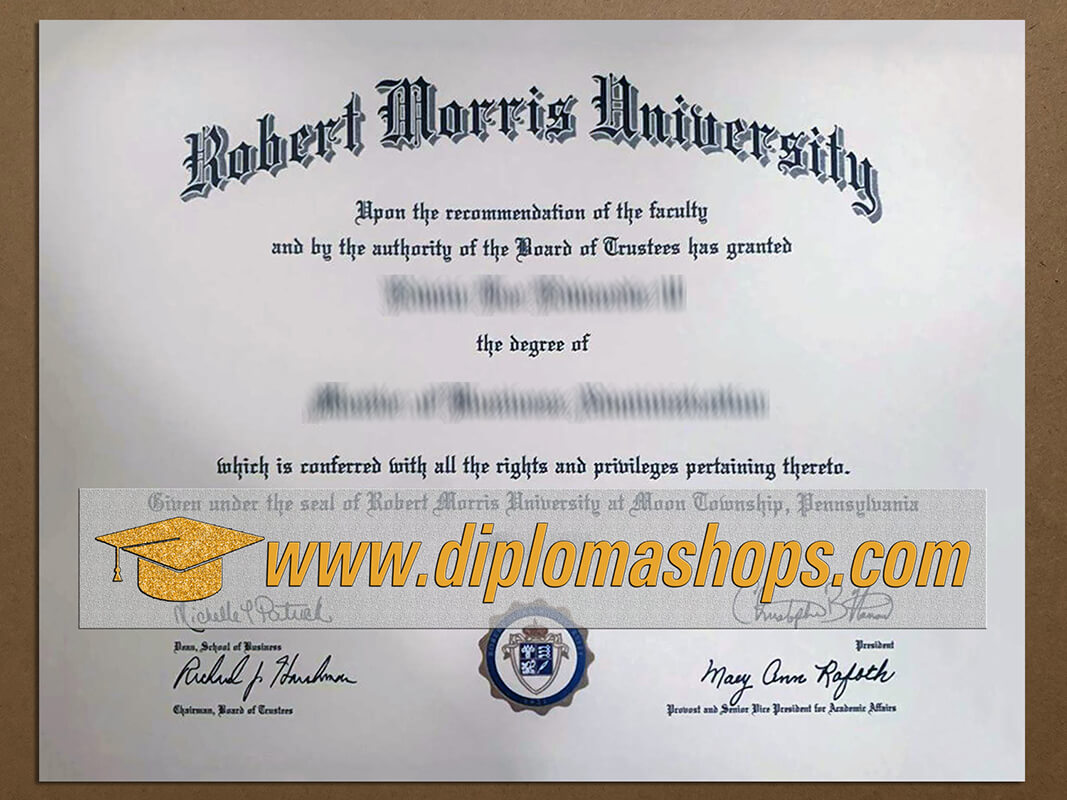 Robert Morris University
Upon the recommendation of the faculty
and by the authority of the Board of Trustees has granted
the degree of
which is conferred with all the rights and privileges pertaining thereto.
Given under the seal of Robert Morris University at Moon Township, Pennsylvania
www.diplomashops.com
Dean, School of Business
President
Richard J Harshman
Mary Ann Rafoth
Chairman, Board of Trustees
Provost and Senior Vice President for Academic Affairs